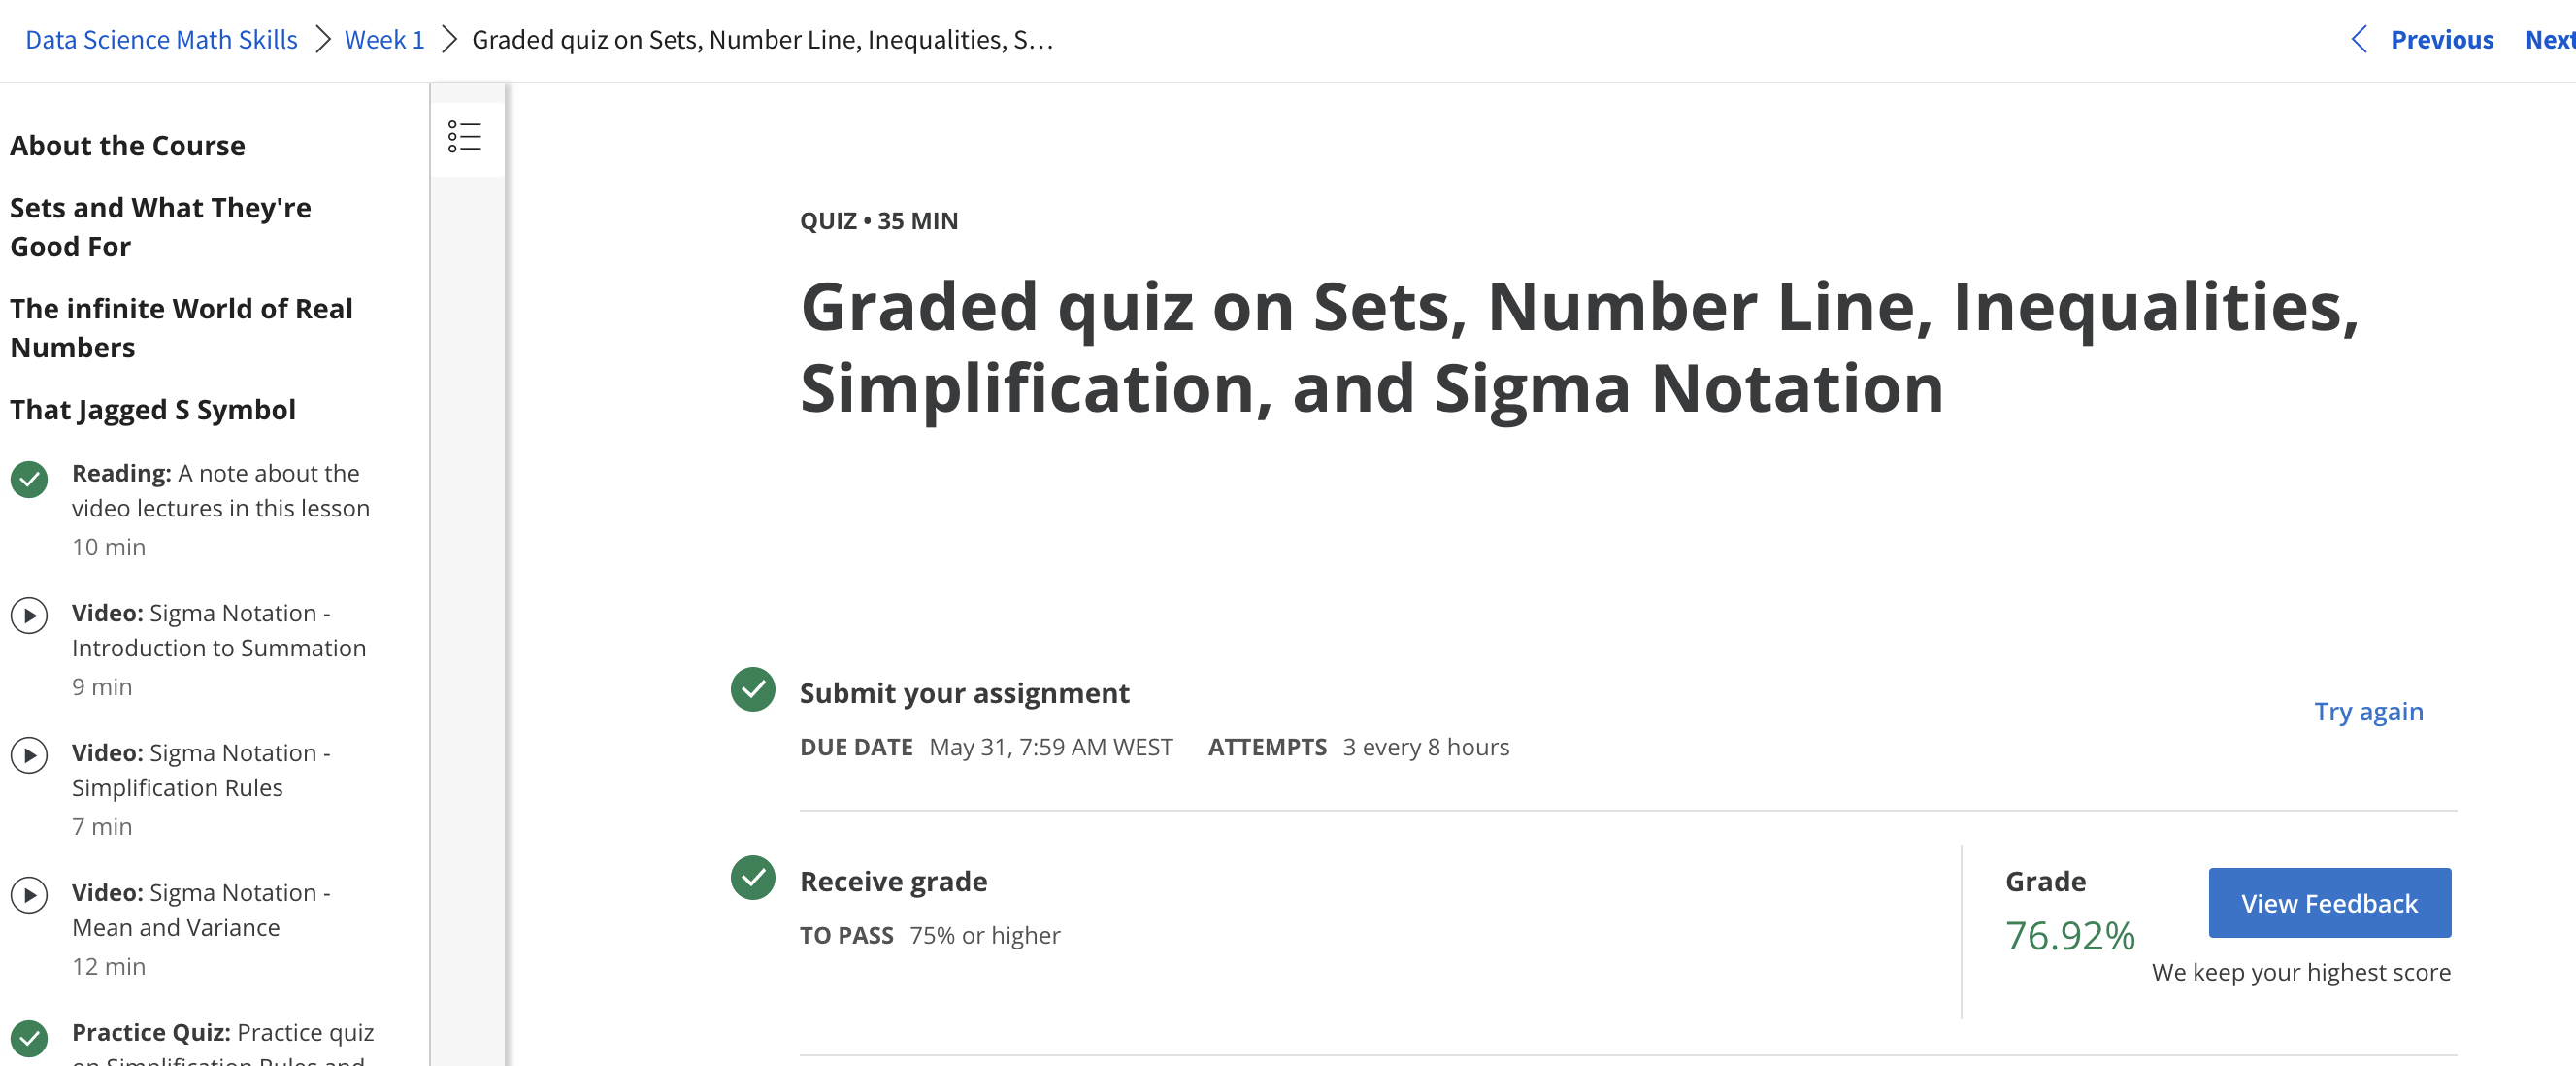 Data Science Math Skills > Week 1 > Graded quiz on Sets, Number Line, Inequalities, S...
Previous Next
About the Course
Sets and What They're
Good For
The infinite World of Real
Numbers
That Jagged S Symbol
Reading: A note about the
video lectures in this lesson
10 min
Video: Sigma Notation -
Introduction to Summation
9 min
Video: Sigma Notation -
Simplification Rules
7 min
Video: Sigma Notation -
Mean and Variance
12 min
Practice Quiz: Practice quiz
on Simplification Rules and
QUIZ • 35 MIN
Graded quiz on Sets, Number Line, Inequalities,
Simplification, and Sigma Notation
Submit your assignment
Try again
DUE DATE May 31, 7:59 AM WEST ATTEMPTS 3 every 8 hours
Receive grade
TO PASS 75% or higher
Grade
76.92%
View Feedback
We keep your highest score